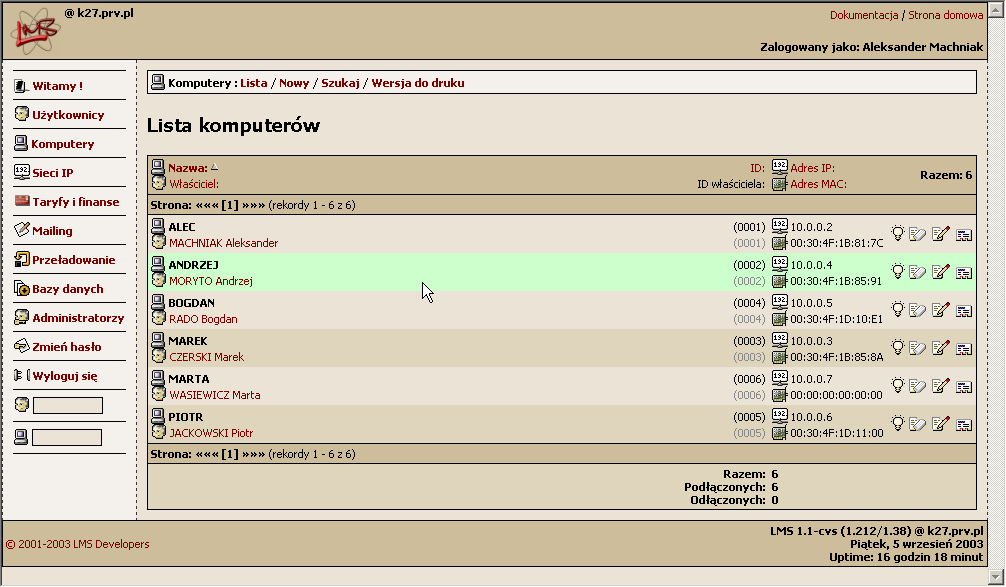 LMS @ k27.prv.pl
Dokumentacja / Strona domowa
Zalogowany jako: Aleksander Machniak
Witamy !
Użytkownicy
Komputery
192 Sieci IP
Taryfy i finanse
Mailing
Przeładowanie
Bazy danych
Administratorzy
Zmień hasło
Wyloguj się
Komputery : Lista / Nowy / Szukaj / Wersja do druku
Lista komputerów
Nazwa: ID: 192 Adres IP:
Właściciel: ID właściciela: Adres MAC:
Razem: 6
Strona: ««« [1] »»» (rekordy 1 - 6 z 6)
ALEC (0001) 192 10.0.0.2
MACHNIAK Aleksander (0001) 00:30:4F:1B:81:7C
ANDRZEJ (0002) 192 10.0.0.4
MORYTO Andrzej (0002) 00:30:4F:1B:85:91
BOGDAN (0004) 192 10.0.0.5
RADO Bogdan (0004) 00:30:4F:1D:10:E1
MAREK (0003) 192 10.0.0.3
CZERSKI Marek (0003) 00:30:4F:1B:85:8A
MARTA (0006) 192 10.0.0.7
WASIEWICZ Marta (0006) 00:00:00:00:00:00
PIOTR (0005) 192 10.0.0.6
JACKOWSKI Piotr (0005) 00:30:4F:1D:11:00
Strona: ««« [1] »»» (rekordy 1 - 6 z 6)
Razem: 6
Podłączonych: 6
Odłączonych: 0
© 2001-2003 LMS Developers
LMS 1.1-cvs (1.212/1.38) @ k27.prv.pl
Piątek, 5 wrzesień 2003
Uptime: 16 godzin 18 minut